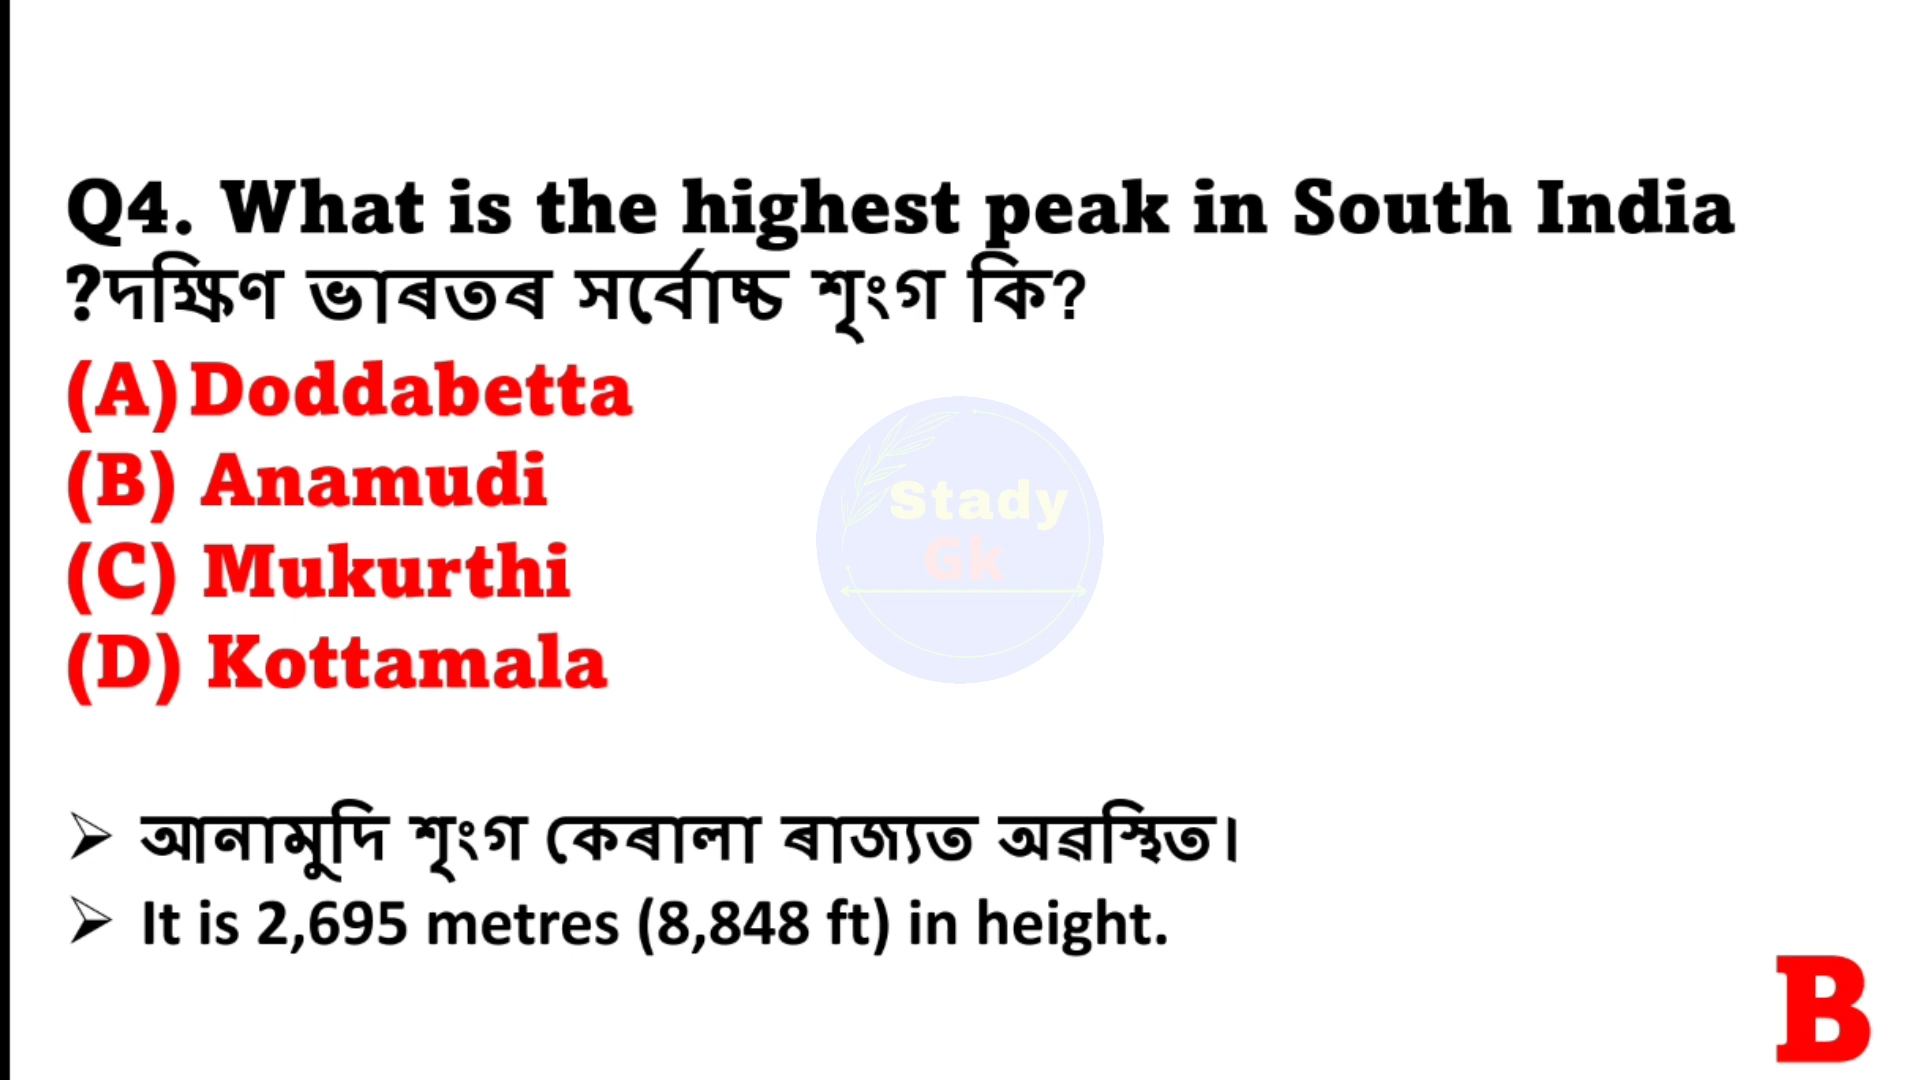 Q4. What is the highest peak in South India
?দক্ষিণ ভাৰতৰ সৰ্বোচ্চ শৃংগ কি?
(A) Doddabetta
(B) Anamudi
(C) Mukurthi
(D) Kottamala
Stady
Gk
➢ আনামুদি শৃংগ কেৰালা ৰাজ্যত অৱস্থিত।
➢ It is 2,695 metres (8,848 ft) in height.
B